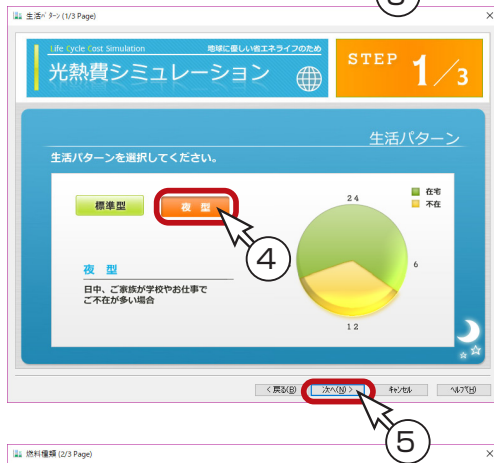 生活ﾊﾟﾀｰﾝ (1/3 Page)
Life Cycle Cost Simulation
地球に優しい省エネライフのため
光熱費シミュレーション
STEP 1/3
生活パターン
生活パターンを選択してください。
標準型
夜 型
④
24
在宅
不在
6
12
夜 型
日中、ご家族が学校やお仕事で
ご不在が多い場合
< 戻る(B)
次へ(N) >
ｷｬﾝｾﾙ
ﾍﾙﾌﾟ(H)
⑤
燃料種類 (2/3 Page)